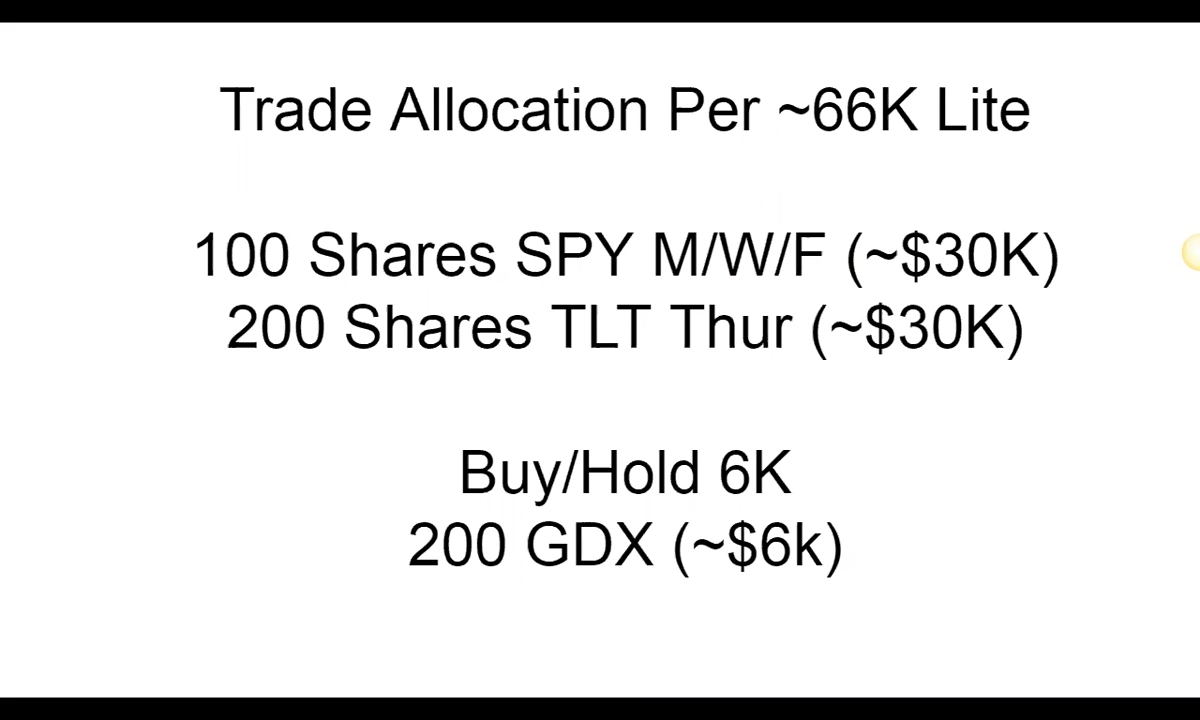 Trade Allocation Per ~66K Lite
100 Shares SPY M/W/F (~$30K)
200 Shares TLT Thur (~$30K)
Buy/Hold 6K
200 GDX (~$6k)